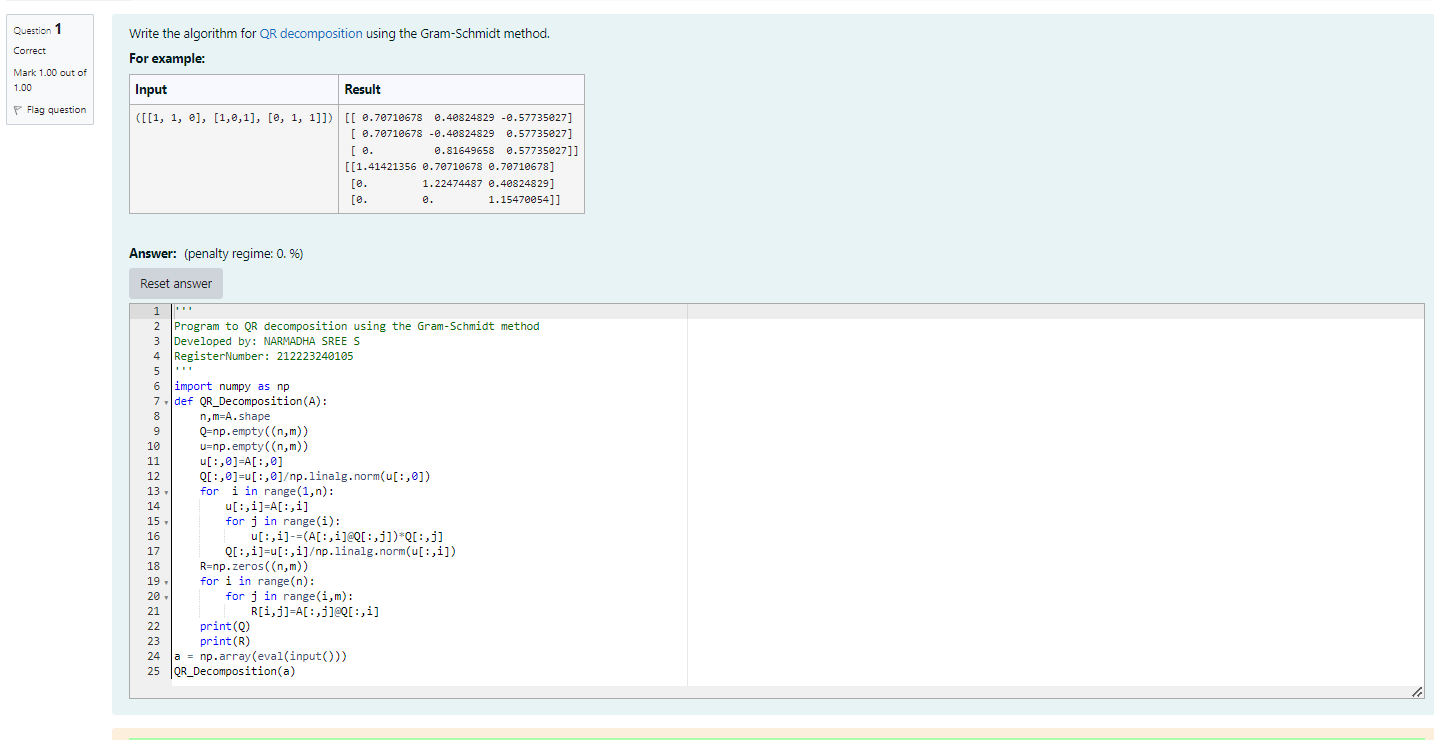 Question 1
Correct
Mark 1.00 out of
1.00
Flag question
Write the algorithm for QR decomposition using the Gram-Schmidt method.
For example:
Input Result
([[1, 1, 0], [1,0,1], [0, 1, 1]]) [[ 0.70710678  0.40824829 -0.57735027]
[ 0.70710678 -0.40824829  0.57735027]
[ 0.          0.81649658  0.57735027]]
[[1.41421356 0.70710678 0.70710678]
[0.         1.22474487 0.40824829]
[0.         0.         1.15470054]]
Answer: (penalty regime: 0. %)
Reset answer
1 '''
2 Program to QR decomposition using the Gram-Schmidt method
3 Developed by: NARMADHA SREE S
4 RegisterNumber: 212223240105
5 '''
6 import numpy as np
7 def QR_Decomposition(A):
8     n,m=A.shape
9     Q=np.empty((n,m))
10     u=np.empty((n,m))
11     u[:,0]=A[:,0]
12     Q[:,0]=u[:,0]/np.linalg.norm(u[:,0])
13     for  i in range(1,n):
14         u[:,i]=A[:,i]
15         for j in range(i):
16             u[:,i]-=(A[:,i]@Q[:,j])*Q[:,j]
17         Q[:,i]=u[:,i]/np.linalg.norm(u[:,i])
18     R=np.zeros((n,m))
19     for i in range(n):
20         for j in range(i,m):
21             R[i,j]=A[:,j]@Q[:,i]
22     print(Q)
23     print(R)
24 a = np.array(eval(input()))
25 QR_Decomposition(a)